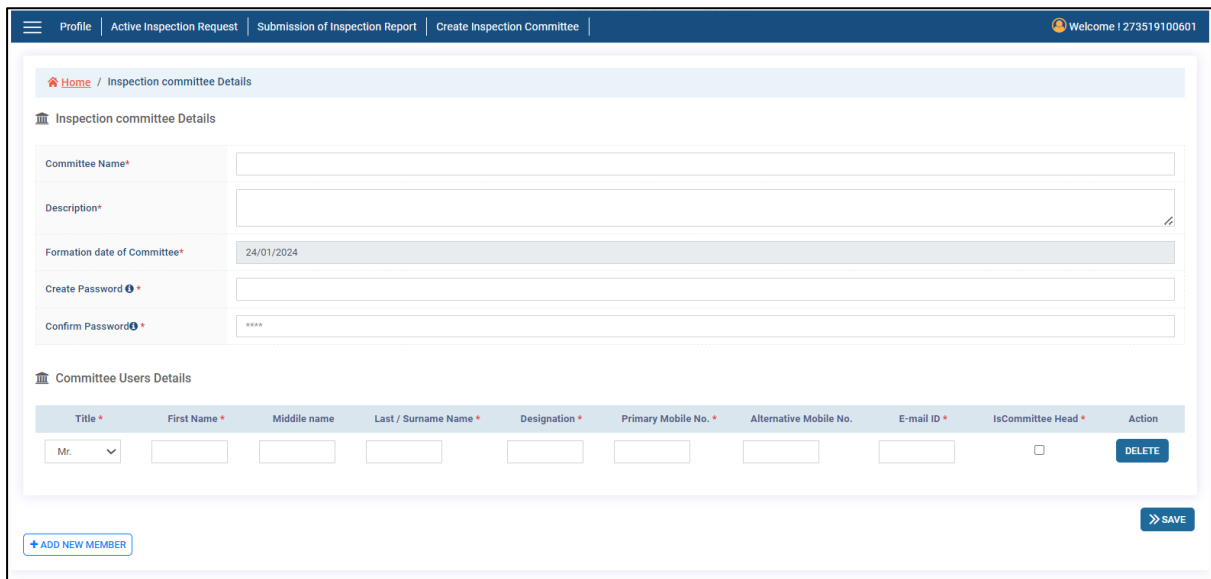 Profile Active Inspection Request Submission of Inspection Report Create Inspection Committee Welcome ! 273519100601
Home / Inspection committee Details
Inspection committee Details
Committee Name*
Description*
Formation date of Committee* 24/01/2024
Create Password *
Confirm Password * ****
Committee Users Details
Title * First Name * Middile name Last / Surname Name * Designation * Primary Mobile No. * Alternative Mobile No. E-mail ID * IsCommittee Head * Action
Mr. DELETE
SAVE
+ ADD NEW MEMBER